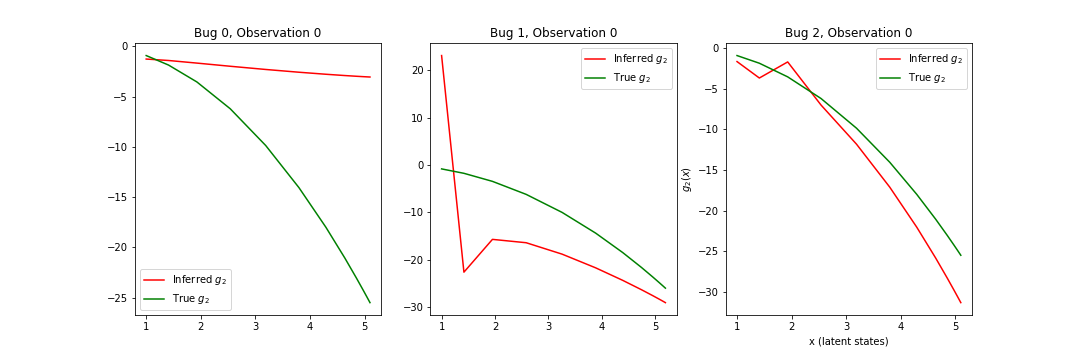 Bug 0, Observation 0
0
−5
−10
−15
−20
−25
1 2 3 4 5
Inferred g₂
True g₂
Bug 1, Observation 0
20
10
0
−10
−20
−30
1 2 3 4 5
Inferred g₂
True g₂
Bug 2, Observation 0
g₂(x)
0
−5
−10
−15
−20
−25
−30
1 2 3 4 5
x (latent states)
Inferred g₂
True g₂